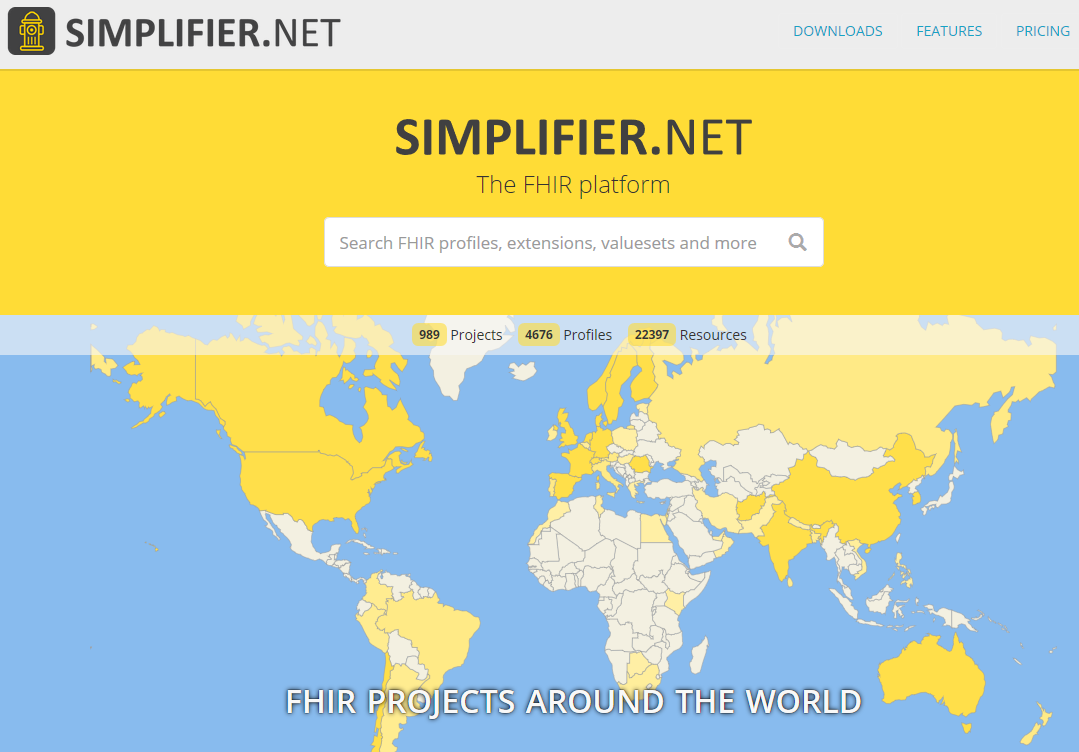 SIMPLIFIER.NET
DOWNLOADS FEATURES PRICING
SIMPLIFIER.NET
The FHIR platform
Search FHIR profiles, extensions, valuesets and more
989 Projects 4676 Profiles 22397 Resources
FHIR PROJECTS AROUND THE WORLD